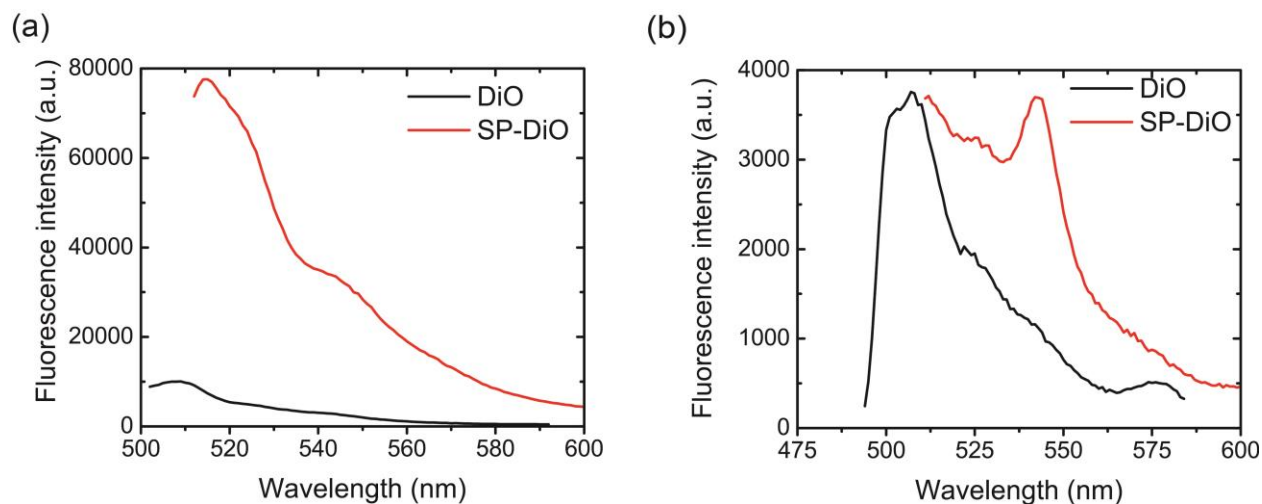 (a)
80000
60000
40000
20000
0
500
520
540
560
580
600
Fluorescence intensity (a.u.)
Wavelength (nm)
DiO
SP-DiO
(b)
4000
3000
2000
1000
0
475
500
525
550
575
600
Fluorescence intensity (a.u.)
Wavelength (nm)
DiO
SP-DiO